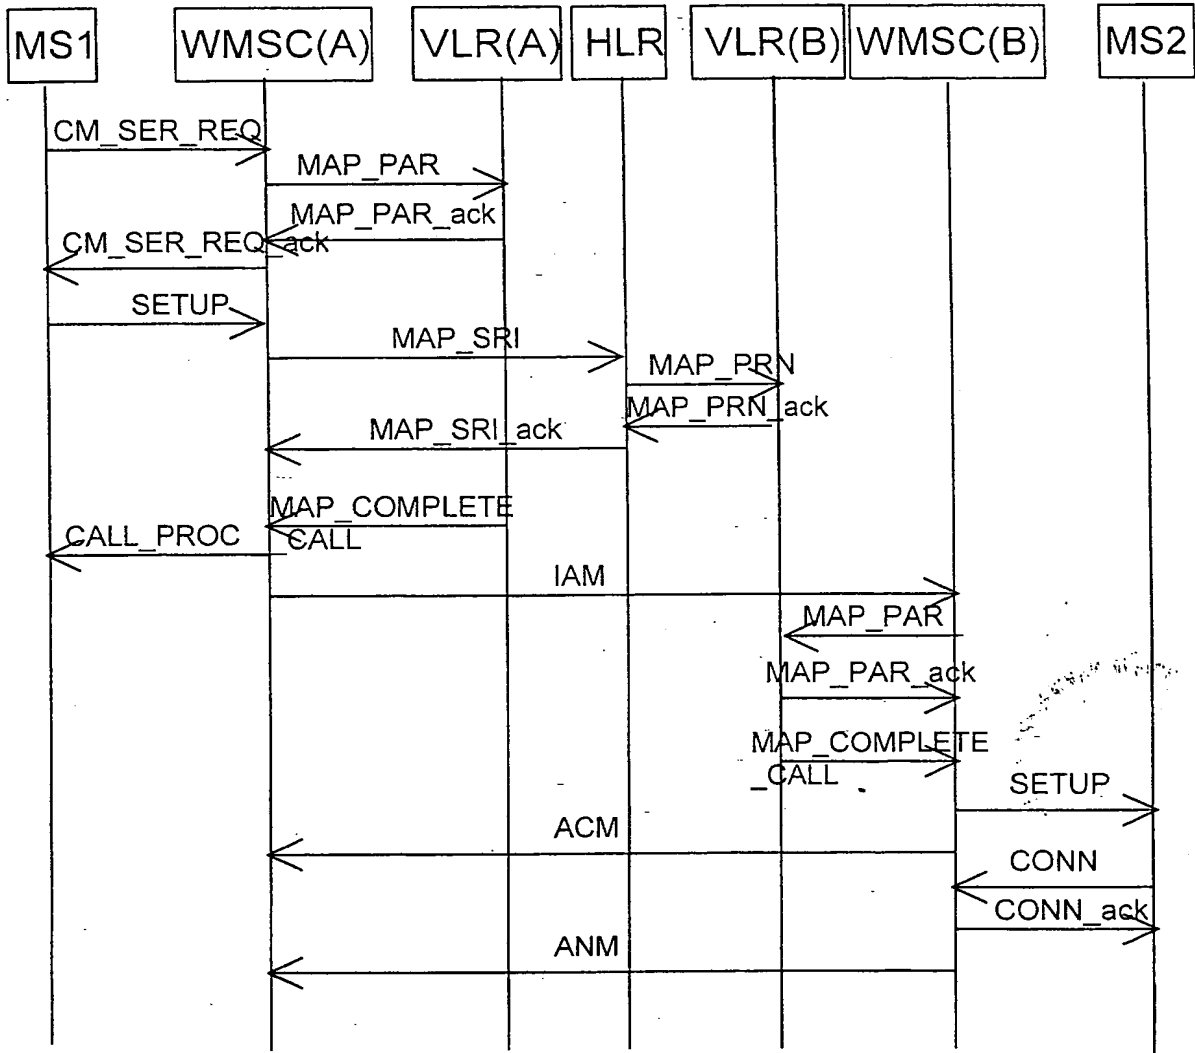 MS1 WMSC(A) VLR(A) HLR VLR(B) WMSC(B) MS2
CM_SER_REQ
MAP_PAR
MAP_PAR_ack
CM_SER_REQ_ack
SETUP
MAP_SRI
MAP_PRN
MAP_PRN_ack
MAP_SRI_ack
MAP_COMPLETE
CALL
CALL_PROC
IAM
MAP_PAR
MAP_PAR_ack
MAP_COMPLETE
_CALL
SETUP
ACM
CONN
CONN_ack
ANM